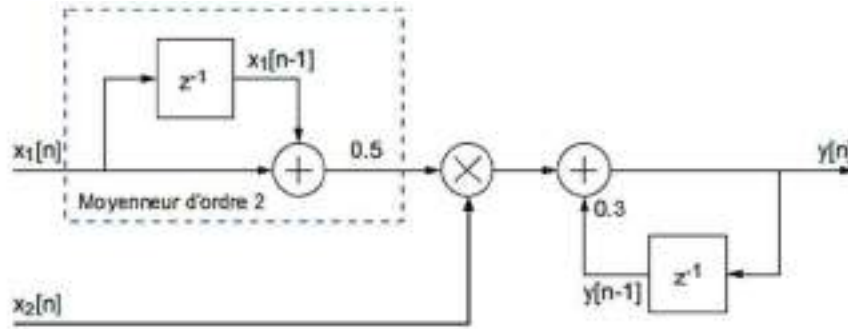 z⁻¹
x₁[n-1]
x₁[n]
0.5
y[n]
Moyenneur d'ordre 2
0.3
z⁻¹
y[n-1]
x₂[n]